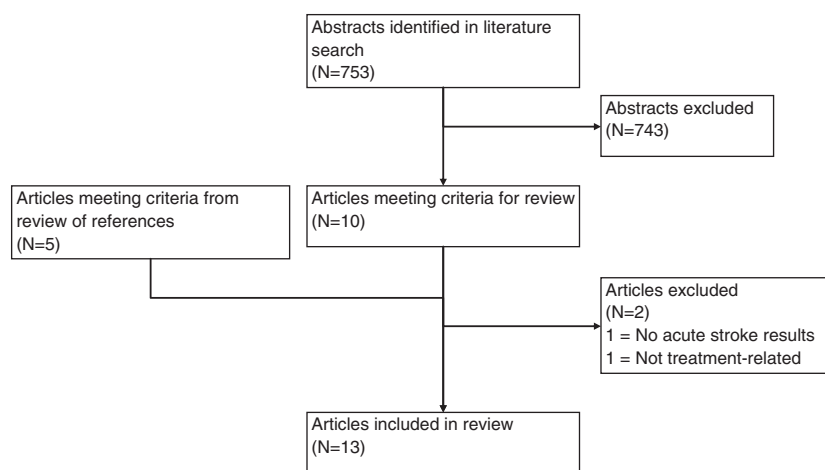 Abstracts identified in literature
search
(N=753)
Abstracts excluded
(N=743)
Articles meeting criteria from
review of references
(N=5)
Articles meeting criteria for review
(N=10)
Articles excluded
(N=2)
1 = No acute stroke results
1 = Not treatment-related
Articles included in review
(N=13)